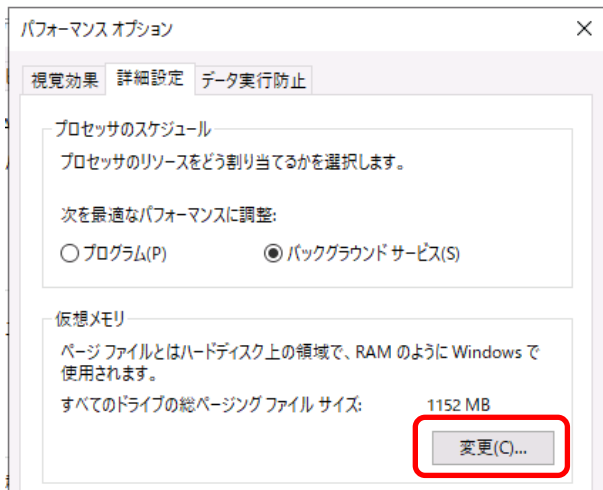 パフォーマンス オプション
視覚効果 詳細設定 データ実行防止
プロセッサのスケジュール
プロセッサのリソースをどう割り当てるかを選択します。
次を最適なパフォーマンスに調整:
プログラム(P) バックグラウンド サービス(S)
仮想メモリ
ページ ファイルとはハードディスク上の領域で、RAM のように Windows で
使用されます。
すべてのドライブの総ページング ファイル サイズ: 1152 MB
変更(C)...